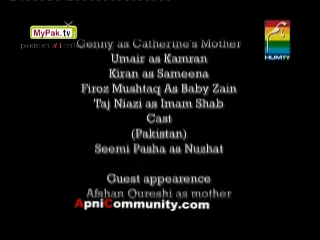 MyPak.tv
Genny as Catherine's Mother
HUMTV
Umair as Kamran
Kiran as Sameena
Firoz Mushtaq As Baby Zain
Taj Niazi as Imam Shab
Cast
(Pakistan)
Seemi Pasha as Nuzhat
Guest appearence
Afshan Qureshi as mother
ApniCommunity.com